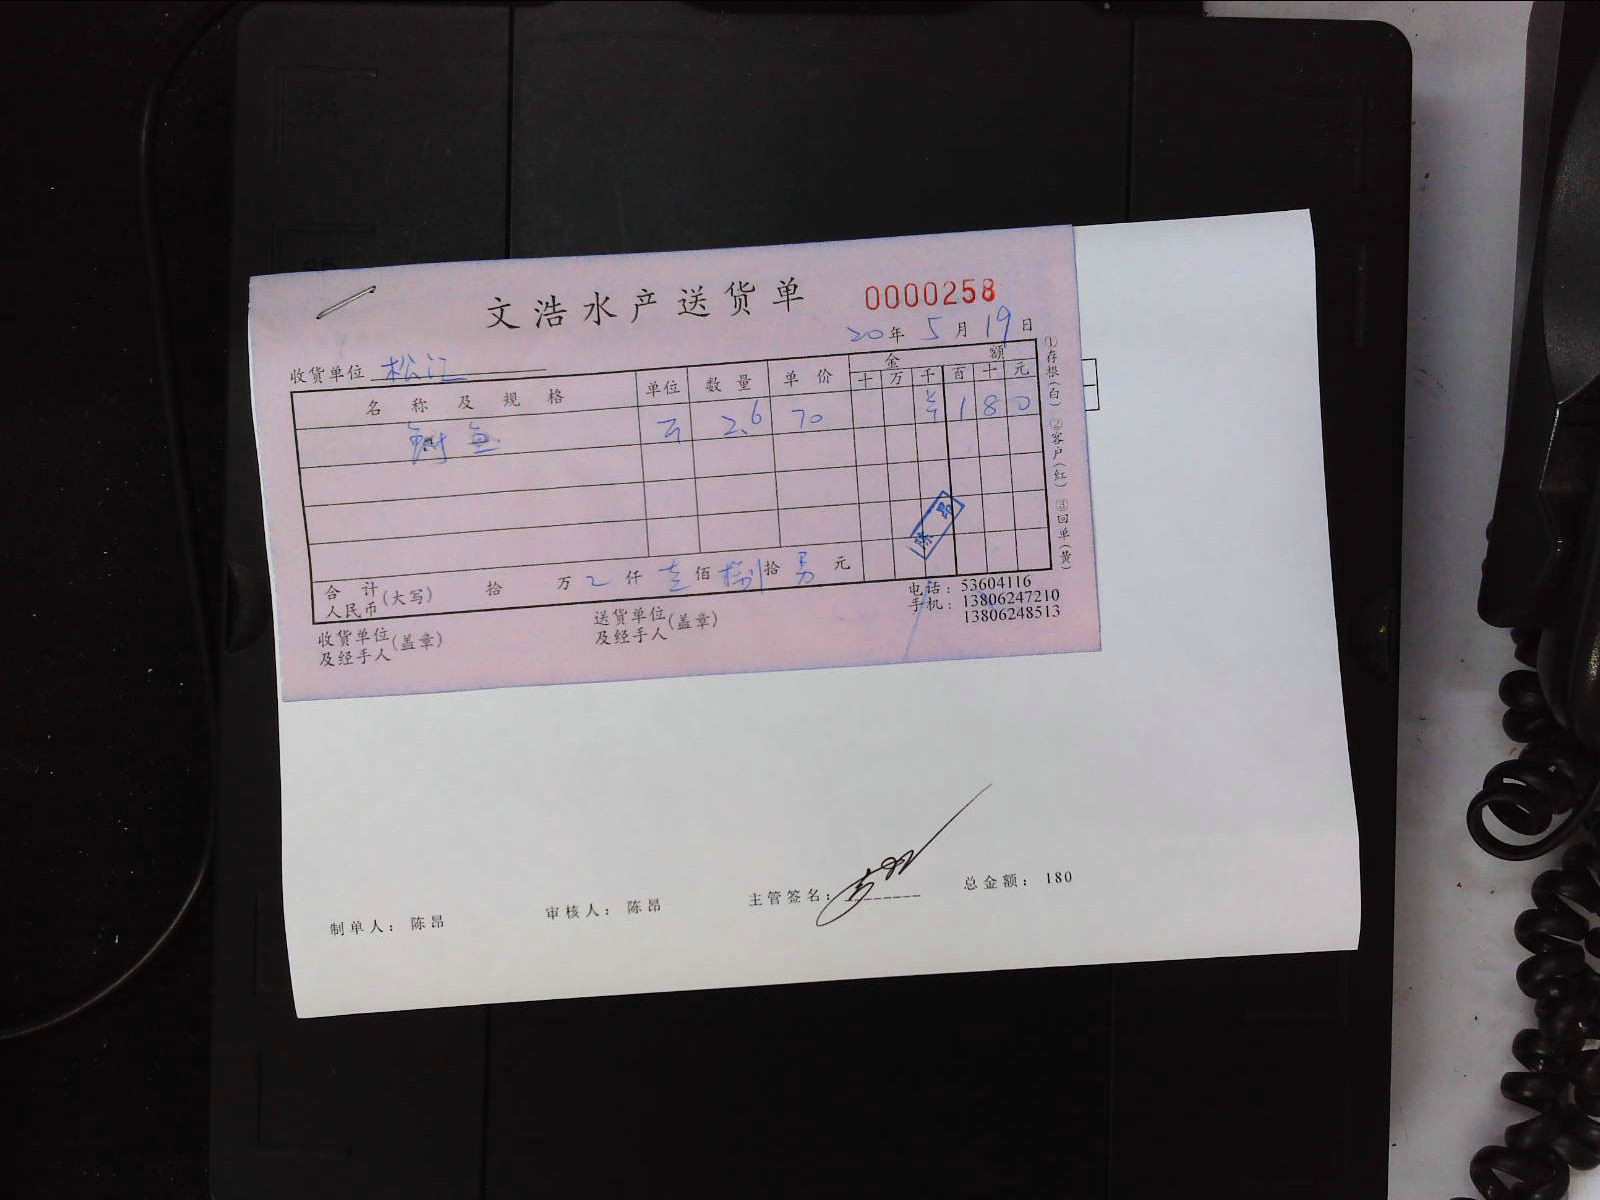 文浩水产送货单 0000258
20年5月19日
收货单位 松江
名称及规格 单位 数量 单价 金额
十 万 千 百 十 元
鲥鱼 斤 2.6 70 1 8 0
合计人民币(大写) 拾 万 仟 壹佰捌拾 元
收货单位及经手人(盖章) 送货单位及经手人(盖章)
电话：53604116
手机：13806247210
13806248513
①存根(白) ②客户(红) ③回单(黄)
制单人：陈昂 审核人：陈昂 主管签名： 总金额：180